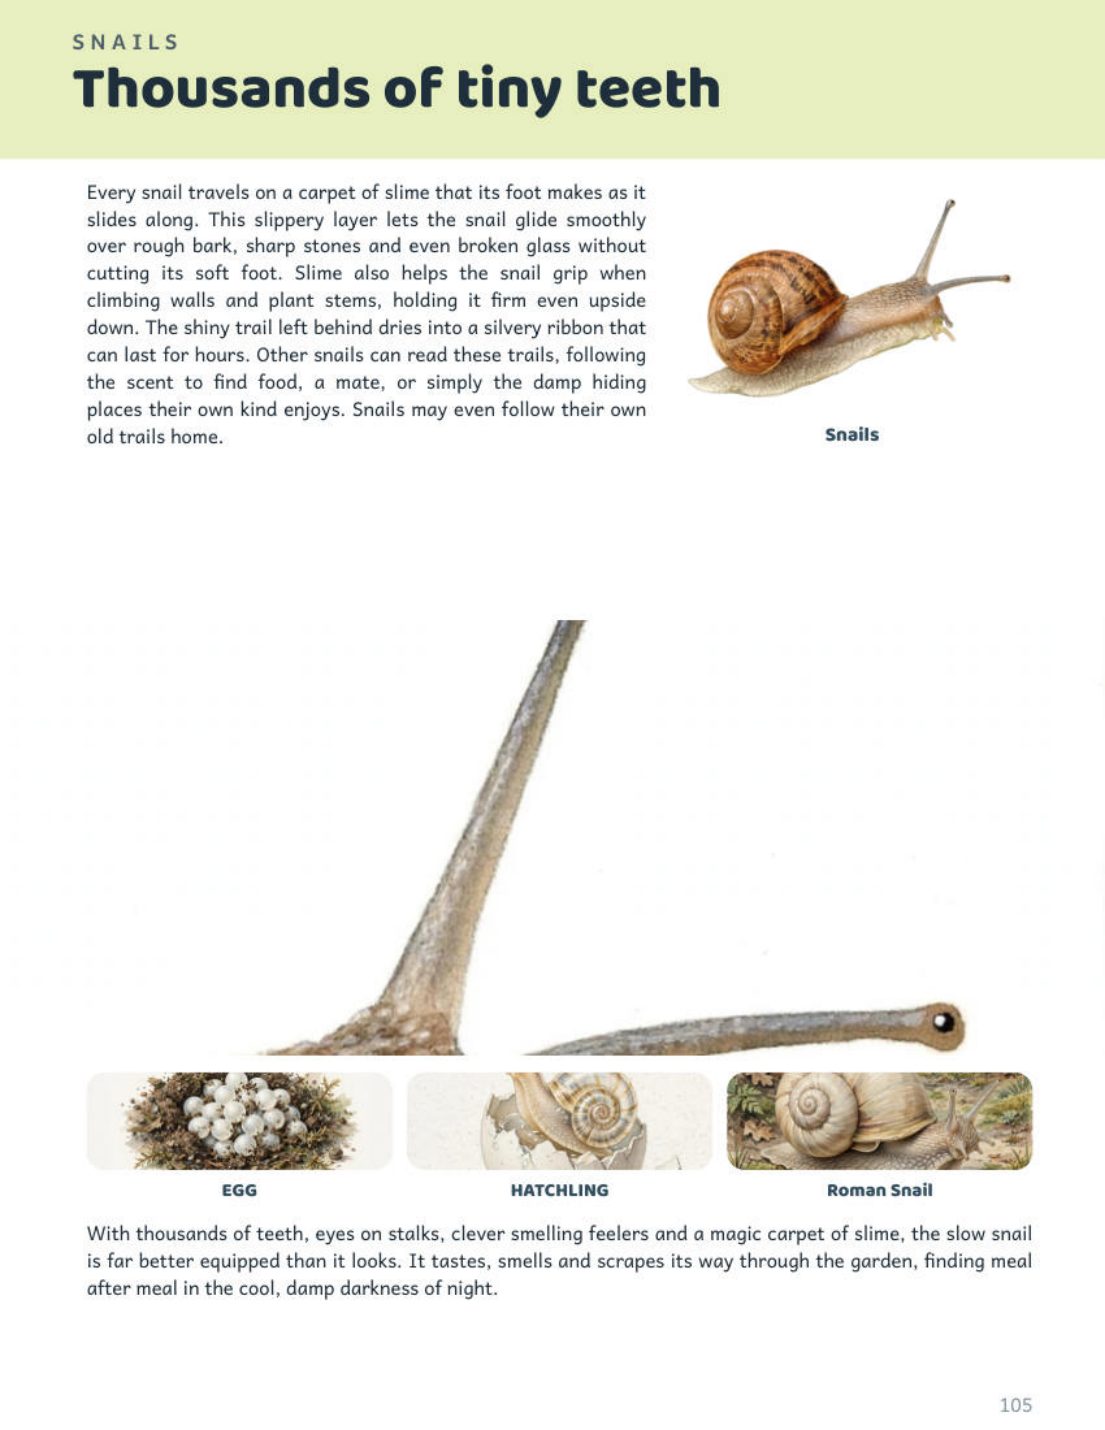 SNAILS
Thousands of tiny teeth
Every snail travels on a carpet of slime that its foot makes as it
slides along. This slippery layer lets the snail glide smoothly
over rough bark, sharp stones and even broken glass without
cutting its soft foot. Slime also helps the snail grip when
climbing walls and plant stems, holding it firm even upside
down. The shiny trail left behind dries into a silvery ribbon that
can last for hours. Other snails can read these trails, following
the scent to find food, a mate, or simply the damp hiding
places their own kind enjoys. Snails may even follow their own
old trails home.
Snails
EGG
HATCHLING
Roman Snail
With thousands of teeth, eyes on stalks, clever smelling feelers and a magic carpet of slime, the slow snail
is far better equipped than it looks. It tastes, smells and scrapes its way through the garden, finding meal
after meal in the cool, damp darkness of night.
105